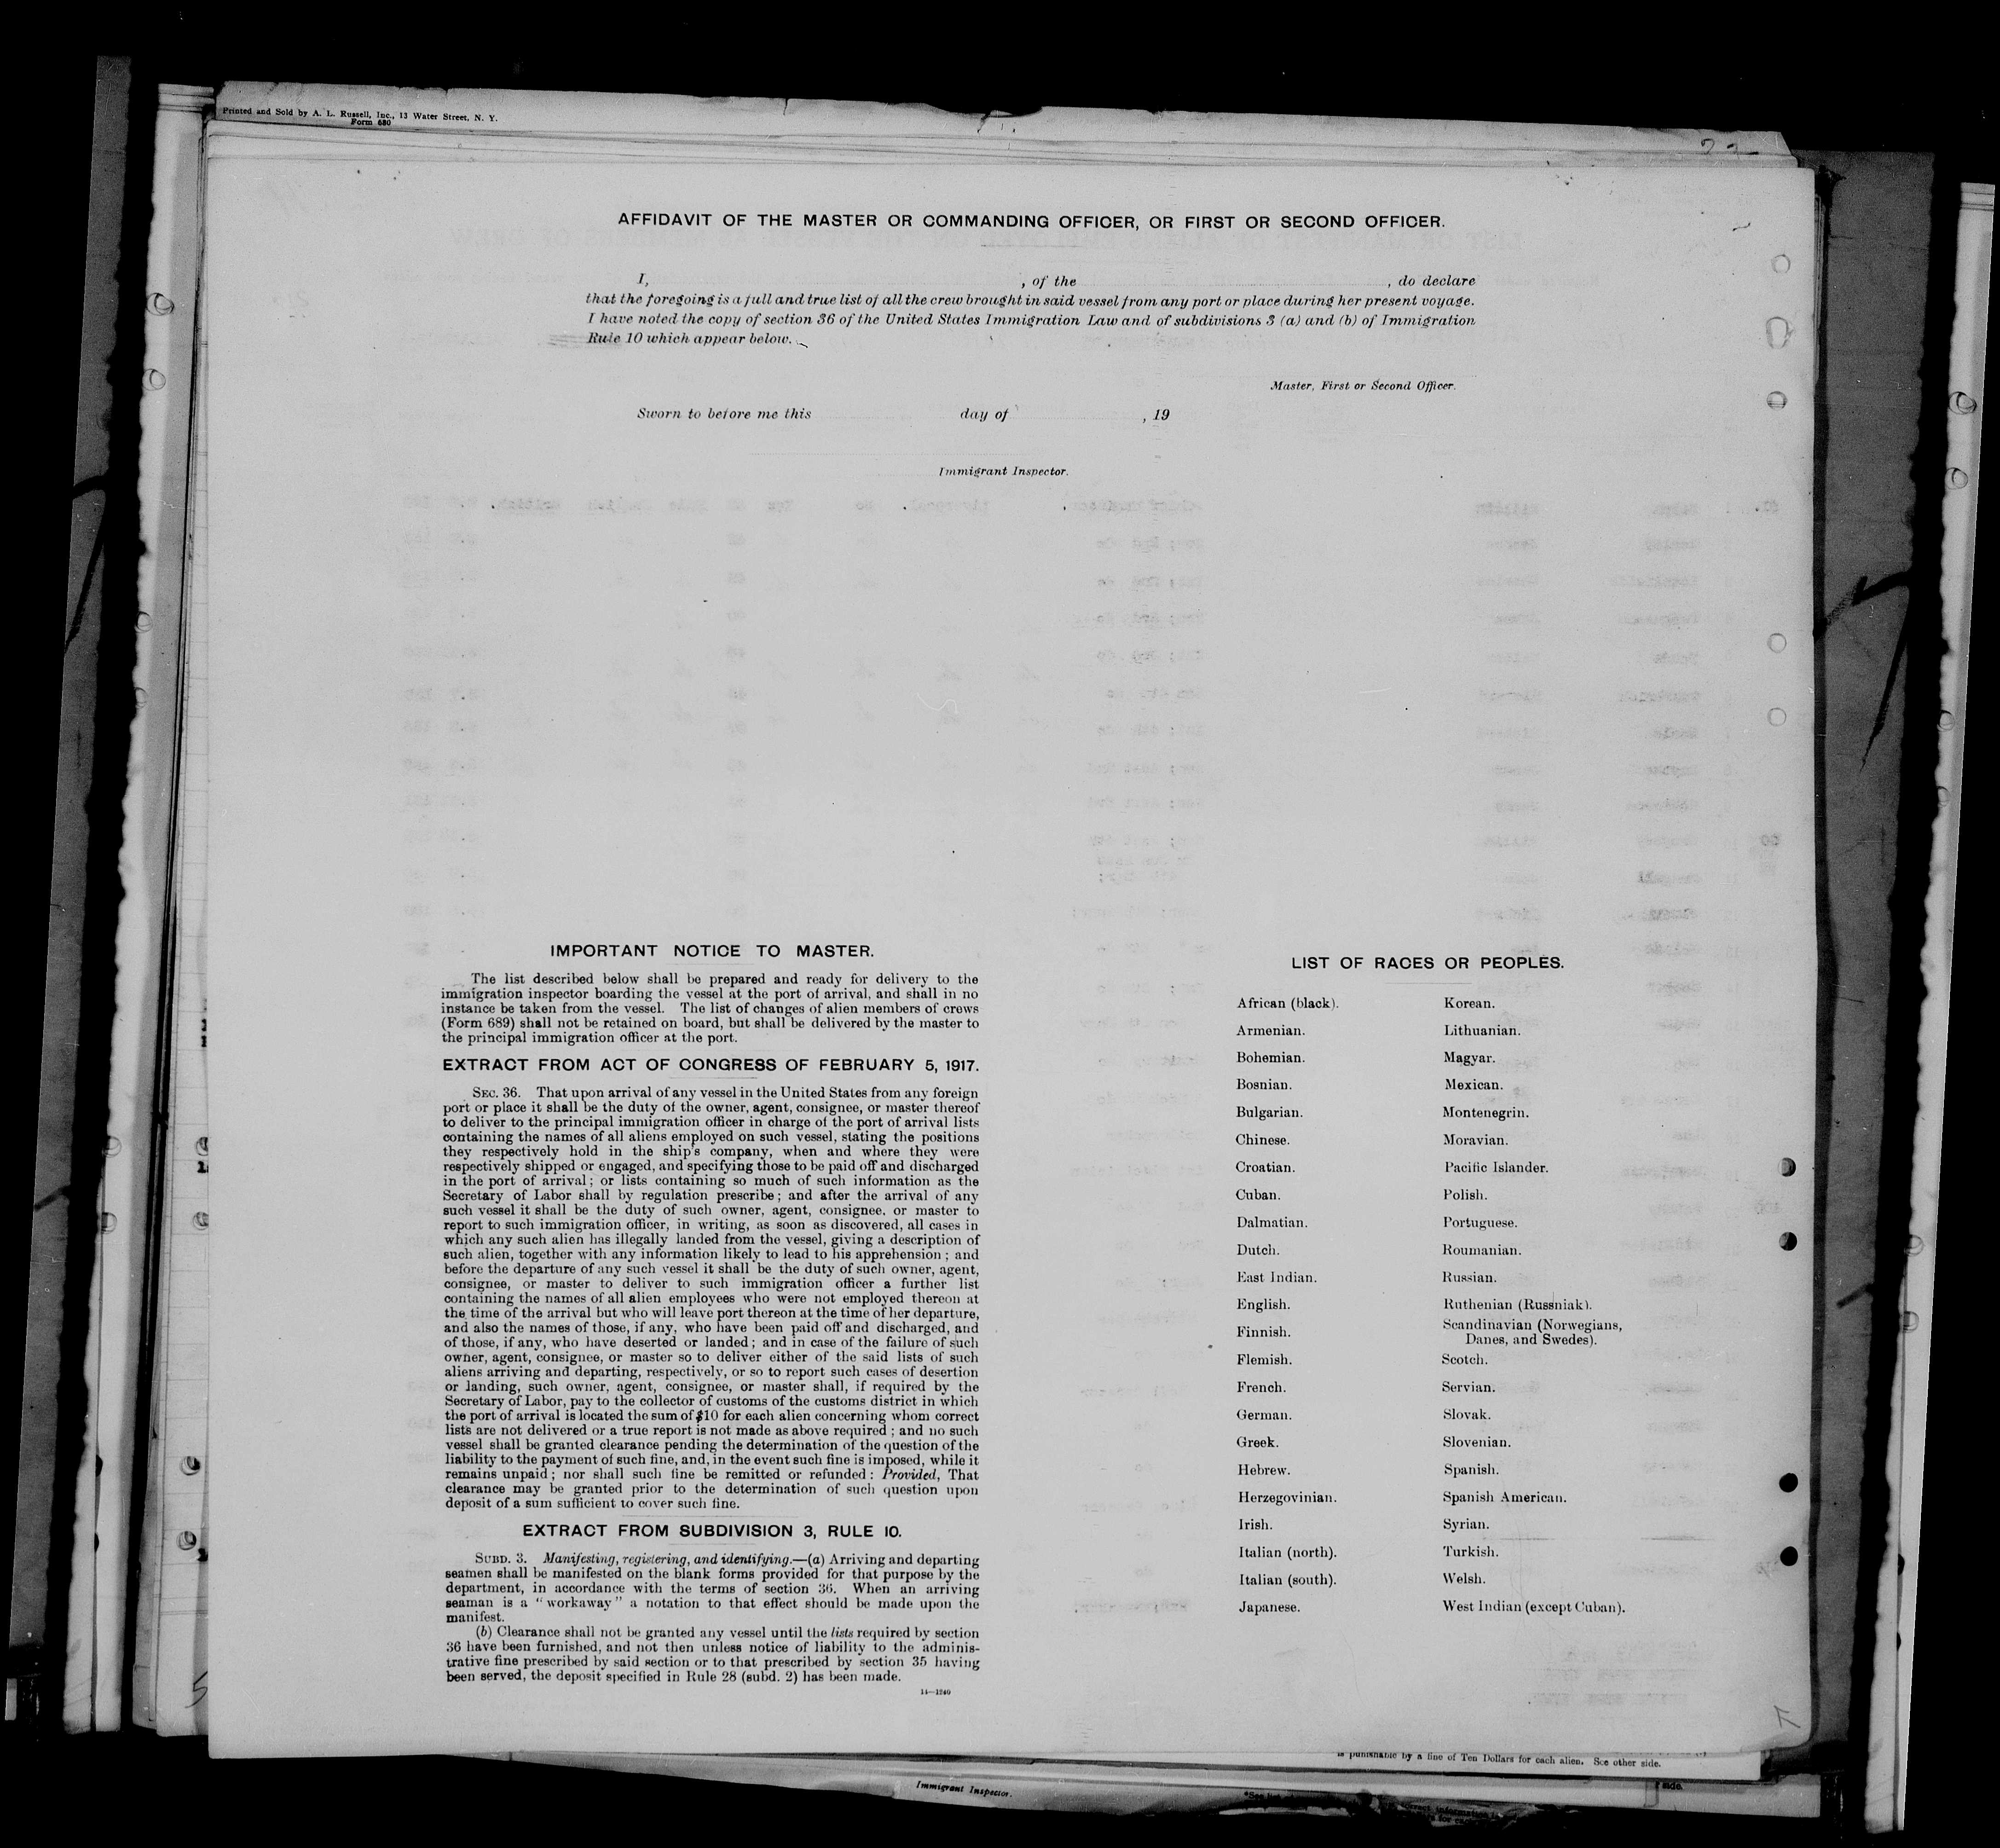 Printed and Sold by A. L. Russell, Inc., 13 Water Street, N. Y.
Form 680
AFFIDAVIT OF THE MASTER OR COMMANDING OFFICER, OR FIRST OR SECOND OFFICER.
I, , of the , do declare
that the foregoing is a full and true list of all the crew brought in said vessel from any port or place during her present voyage.
I have noted the copy of section 36 of the United States Immigration Law and of subdivisions 3 (a) and (b) of Immigration
Rule 10 which appear below.
Master, First or Second Officer.
Sworn to before me this day of , 19
Immigrant Inspector.
IMPORTANT NOTICE TO MASTER.
The list described below shall be prepared and ready for delivery to the
immigration inspector boarding the vessel at the port of arrival, and shall in no
instance be taken from the vessel. The list of changes of alien members of crews
(Form 689) shall not be retained on board, but shall be delivered by the master to
the principal immigration officer at the port.
EXTRACT FROM ACT OF CONGRESS OF FEBRUARY 5, 1917.
SEC. 36. That upon arrival of any vessel in the United States from any foreign
port or place it shall be the duty of the owner, agent, consignee, or master thereof
to deliver to the principal immigration officer in charge of the port of arrival lists
containing the names of all aliens employed on such vessel, stating the positions
they respectively hold in the ship's company, when and where they were
respectively shipped or engaged, and specifying those to be paid off and discharged
in the port of arrival; or lists containing so much of such information as the
Secretary of Labor shall by regulation prescribe; and after the arrival of any
such vessel it shall be the duty of such owner, agent, consignee, or master to
report to such immigration officer, in writing, as soon as discovered, all cases in
which any such alien has illegally landed from the vessel, giving a description of
such alien, together with any information likely to lead to his apprehension; and
before the departure of any such vessel it shall be the duty of such owner, agent,
consignee, or master to deliver to such immigration officer a further list
containing the names of all alien employees who were not employed thereon at
the time of the arrival but who will leave port thereon at the time of her departure,
and also the names of those, if any, who have been paid off and discharged, and
of those, if any, who have deserted or landed; and in case of the failure of such
owner, agent, consignee, or master so to deliver either of the said lists of such
aliens arriving and departing, respectively, or so to report such cases of desertion
or landing, such owner, agent, consignee, or master shall, if required by the
Secretary of Labor, pay to the collector of customs of the customs district in which
the port of arrival is located the sum of $10 for each alien concerning whom correct
lists are not delivered or a true report is not made as above required; and no such
vessel shall be granted clearance pending the determination of the question of the
liability to the payment of such fine, and, in the event such fine is imposed, while it
remains unpaid; nor shall such fine be remitted or refunded: Provided, That
clearance may be granted prior to the determination of such question upon
deposit of a sum sufficient to cover such fine.
EXTRACT FROM SUBDIVISION 3, RULE 10.
SUBD. 3. Manifesting, registering, and identifying.—(a) Arriving and departing
seamen shall be manifested on the blank forms provided for that purpose by the
department, in accordance with the terms of section 36. When an arriving
seaman is a "workaway" a notation to that effect should be made upon the
manifest.
(b) Clearance shall not be granted any vessel until the lists required by section
36 have been furnished, and not then unless notice of liability to the adminis-
trative fine prescribed by said section or to that prescribed by section 35 having
been served, the deposit specified in Rule 28 (subd. 2) has been made.
14—1240
LIST OF RACES OR PEOPLES.
African (black).
Armenian.
Bohemian.
Bosnian.
Bulgarian.
Chinese.
Croatian.
Cuban.
Dalmatian.
Dutch.
East Indian.
English.
Finnish.
Flemish.
French.
German.
Greek.
Hebrew.
Herzegovinian.
Irish.
Italian (north).
Italian (south).
Japanese.
Korean.
Lithuanian.
Magyar.
Mexican.
Montenegrin.
Moravian.
Pacific Islander.
Polish.
Portuguese.
Roumanian.
Russian.
Ruthenian (Russniak).
Scandinavian (Norwegians,
Danes, and Swedes).
Scotch.
Servian.
Slovak.
Slovenian.
Spanish.
Spanish American.
Syrian.
Turkish.
Welsh.
West Indian (except Cuban).
is punishable by a fine of Ten Dollars for each alien. See other side.
side.
Immigrant Inspector.